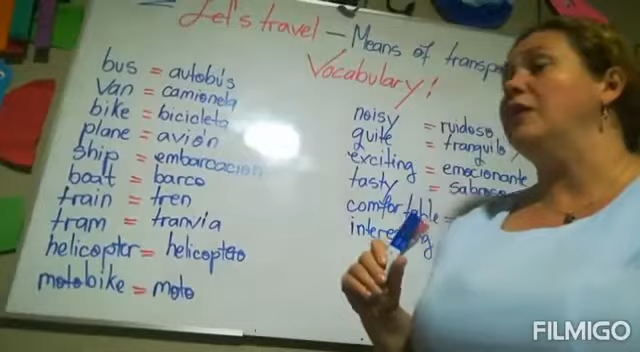 Let's travel - Means of transp
Vocabulary!
bus = autobús
van = camioneta
bike = bicicleta
plane = avión
ship = embarcación
boat = barco
train = tren
tram = tranvia
helicopter = helicoptero
motobike = moto
noisy = ruidoso
quite = tranquilo
exciting = emocionante
tasty = sabroso
comfortable =
FILMIGO